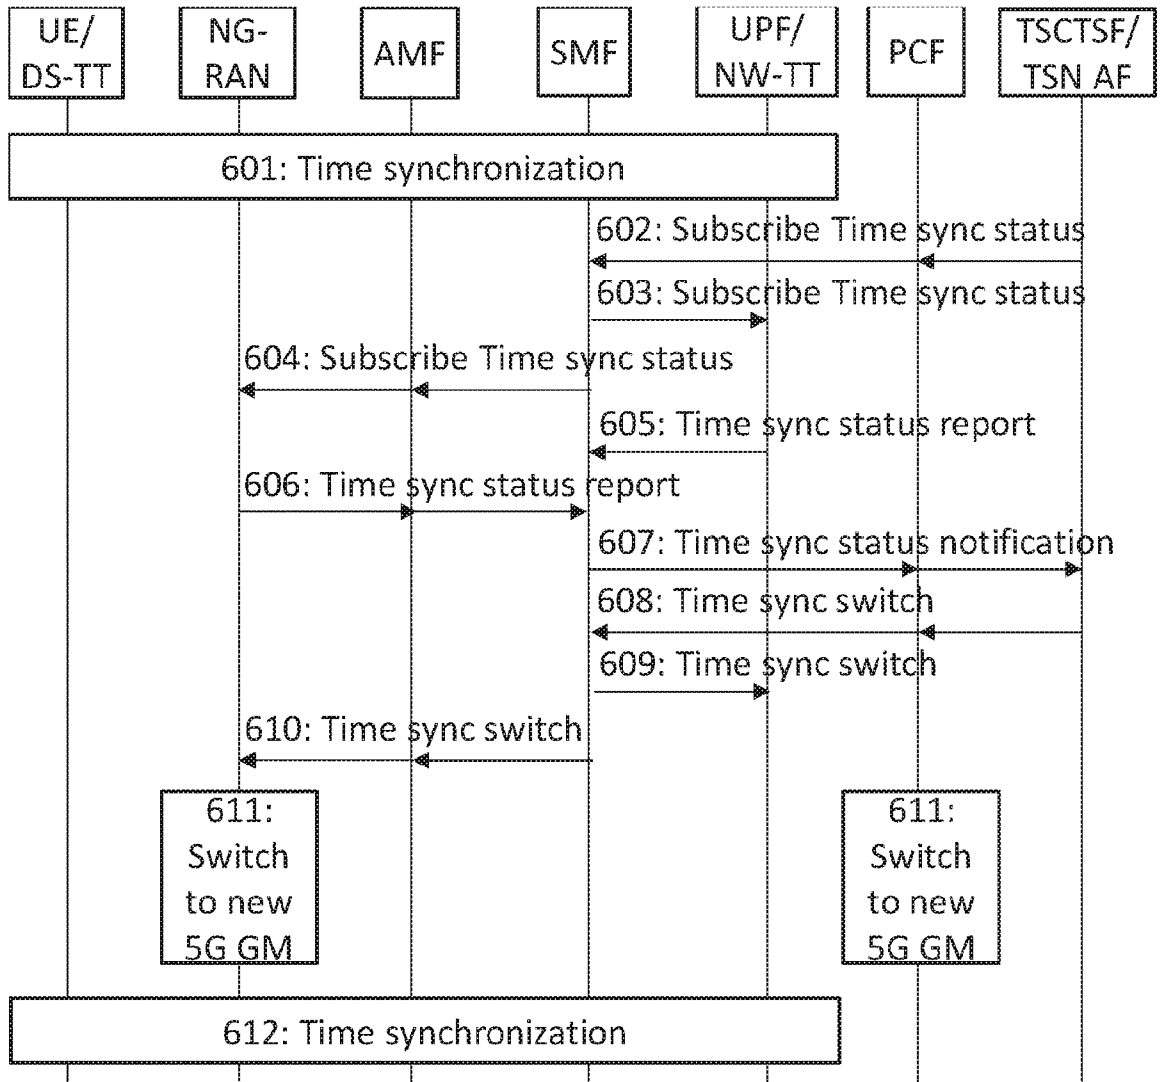 UE/
DS-TT
NG-
RAN
AMF
SMF
UPF/
NW-TT
PCF
TSCTSF/
TSN AF
601: Time synchronization
602: Subscribe Time sync status
603: Subscribe Time sync status
604: Subscribe Time sync status
605: Time sync status report
606: Time sync status report
607: Time sync status notification
608: Time sync switch
609: Time sync switch
610: Time sync switch
611:
Switch
to new
5G GM
611:
Switch
to new
5G GM
612: Time synchronization